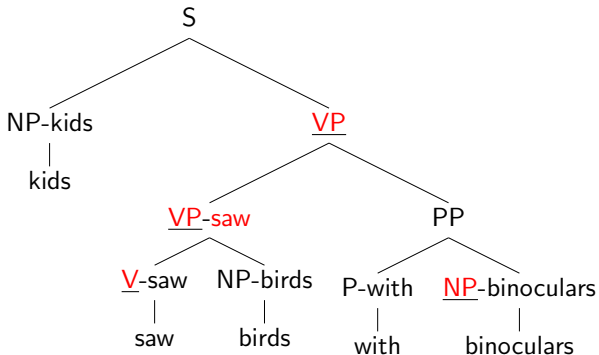 S
NP-kids VP
kids
VP-saw PP
V-saw NP-birds P-with NP-binoculars
saw birds with binoculars